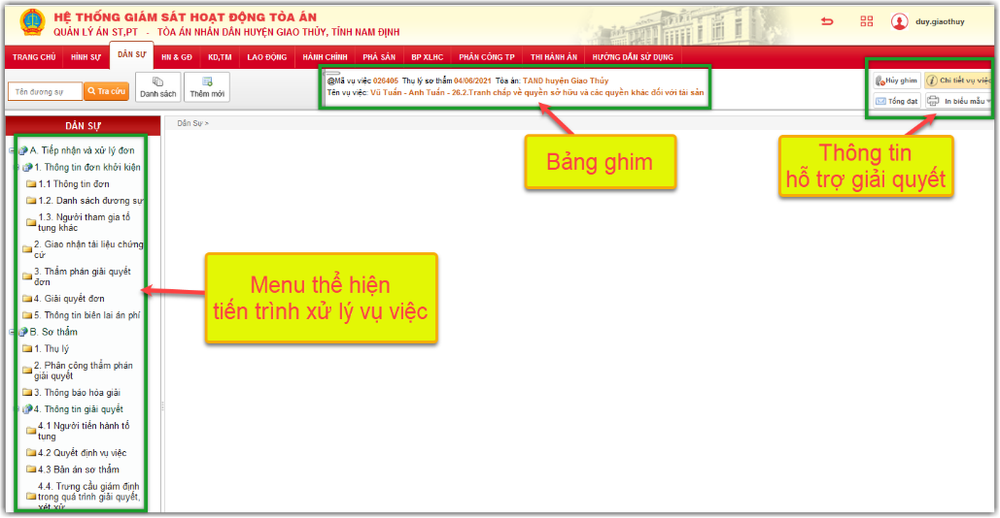 HỆ THỐNG GIÁM SÁT HOẠT ĐỘNG TÒA ÁN
QUẢN LÝ ÁN ST,PT - TÒA ÁN NHÂN DÂN HUYỆN GIAO THỦY, TỈNH NAM ĐỊNH
duy.giaothuy
TRANG CHỦ HÌNH SỰ DÂN SỰ HN & GĐ KD,TM LAO ĐỘNG HÀNH CHÍNH PHÁ SẢN BP XLHC PHÂN CÔNG TP THI HÀNH ÁN HƯỚNG DẪN SỬ DỤNG
Tên đương sự
Tra cứu
Danh sách
Thêm mới
@Mã vụ việc 026405 Thụ lý sơ thẩm 04/06/2021 Tòa án: TAND huyện Giao Thủy
Tên vụ việc: Vũ Tuấn - Anh Tuấn - 26.2.Tranh chấp về quyền sở hữu và các quyền khác đối với tài sản
Hủy ghim
Chi tiết vụ việc
Tống đạt
In biểu mẫu
DÂN SỰ
Dân Sự >
A. Tiếp nhận và xử lý đơn
1. Thông tin đơn khởi kiện
1.1 Thông tin đơn
1.2. Danh sách đương sự
1.3. Người tham gia tố
tụng khác
2. Giao nhận tài liệu chứng
cứ
3. Thẩm phán giải quyết
đơn
4. Giải quyết đơn
5. Thông tin biên lai án phí
B. Sơ thẩm
1. Thụ lý
2. Phân công thẩm phán
giải quyết
3. Thông báo hòa giải
4. Thông tin giải quyết
4.1 Người tiến hành tố
tụng
4.2 Quyết định vụ việc
4.3 Bản án sơ thẩm
4.4. Trưng cầu giám định
trong quá trình giải quyết,
xét xử
Bảng ghim
Thông tin
hỗ trợ giải quyết
Menu thể hiện
tiến trình xử lý vụ việc